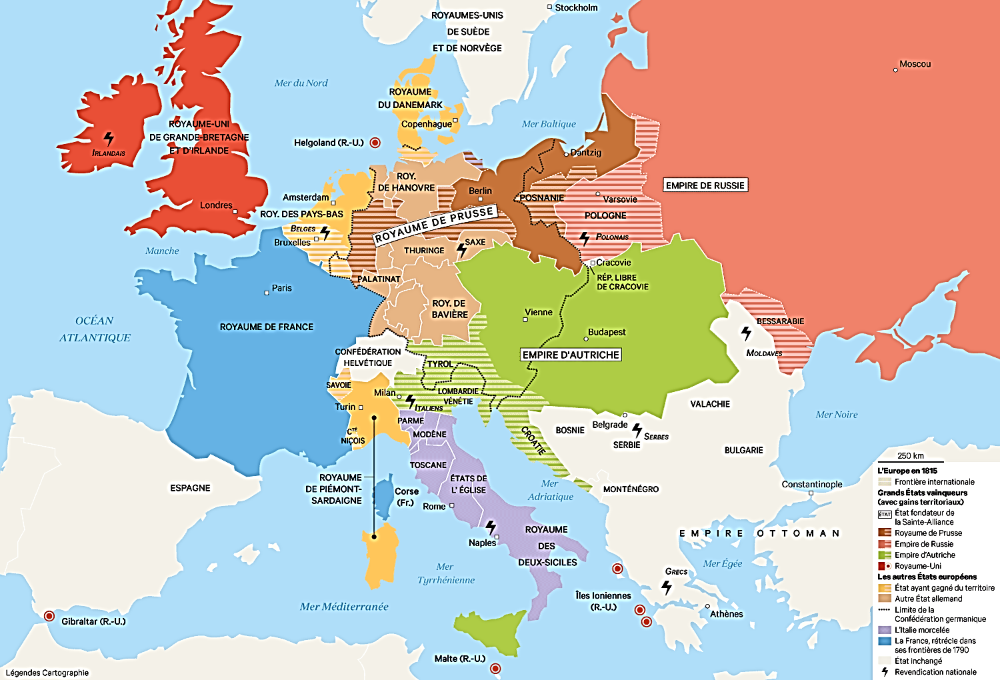 ROYAUMES-UNIS
DE SUÈDE
ET DE NORVÈGE
Stockholm
Moscou
Mer du Nord
ROYAUME
DU DANEMARK
Copenhague
Mer Baltique
Helgoland (R.-U.)
ROYAUME-UNI
DE GRANDE-BRETAGNE
ET D'IRLANDE
IRLANDAIS
Londres
Dantzig
ROY.
DE HANOVRE
Berlin
POSNANIE
Varsovie
POLOGNE
POLONAIS
EMPIRE DE RUSSIE
Amsterdam
ROY. DES PAYS-BAS
BELGES
Bruxelles
ROYAUME DE PRUSSE
THURINGE
SAXE
Manche
Cracovie
RÉP. LIBRE
DE CRACOVIE
PALATINAT
Paris
ROY. DE
BAVIÈRE
Vienne
Budapest
OCÉAN
ATLANTIQUE
ROYAUME DE FRANCE
BESSARABIE
MOLDAVES
CONFÉDÉRATION
HELVÉTIQUE
EMPIRE D'AUTRICHE
TYROL
SAVOIE
Milan
LOMBARDIE
VÉNÉTIE
ITALIENS
Turin
PARME
MODÈNE
CTÉ
NIÇOIS
CROATIE
BOSNIE
Belgrade
SERBES
SERBIE
VALACHIE
BULGARIE
Mer Noire
TOSCANE
ÉTATS DE
L' ÉGLISE
ROYAUME
DE PIÉMONT-
SARDAIGNE
Corse
(Fr.)
Rome
Mer
Adriatique
MONTÉNÉGRO
Constantinople
ESPAGNE
Naples
ROYAUME
DES
DEUX-SICILES
EMPIRE OTTOMAN
Mer
Tyrrhénienne
Mer Égée
GRECS
Îles Ioniennes
(R.-U.)
Athènes
Mer Méditerranée
Gibraltar (R.-U.)
Malte (R.-U.)
Légendes Cartographie
250 km
L'Europe en 1815
Frontière internationale
Grands États vainqueurs
(avec gains territoriaux)
ÉTAT
État fondateur de
la Sainte-Alliance
Royaume de Prusse
Empire de Russie
Empire d'Autriche
Royaume-Uni
Les autres États européens
État ayant gagné du territoire
Autre État allemand
Limite de la
Confédération germanique
L'Italie morcelée
La France, rétrécie dans
ses frontières de 1790
État inchangé
Revendication nationale